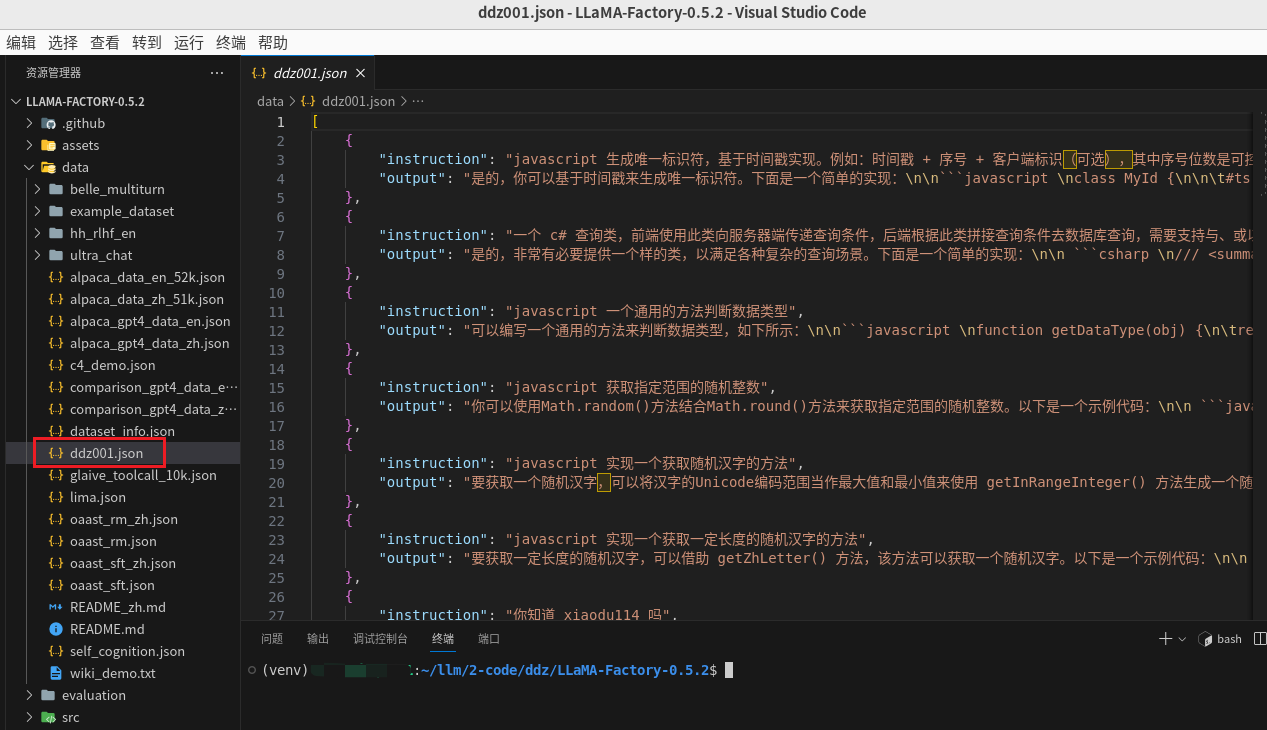 ddz001.json - LLaMA-Factory-0.5.2 - Visual Studio Code
编辑 选择 查看 转到 运行 终端 帮助
资源管理器 ···
LLAMA-FACTORY-0.5.2
.github
assets
data
belle_multiturn
example_dataset
hh_rlhf_en
ultra_chat
alpaca_data_en_52k.json
alpaca_data_zh_51k.json
alpaca_gpt4_data_en.json
alpaca_gpt4_data_zh.json
c4_demo.json
comparison_gpt4_data_e···
comparison_gpt4_data_z···
dataset_info.json
ddz001.json
glaive_toolcall_10k.json
lima.json
oaast_rm_zh.json
oaast_rm.json
oaast_sft_zh.json
oaast_sft.json
README_zh.md
README.md
self_cognition.json
wiki_demo.txt
evaluation
src
{..} ddz001.json ×
data > {..} ddz001.json > ···
1 [
2 {
3 "instruction": "javascript 生成唯一标识符，基于时间戳实现。例如：时间戳 + 序号 + 客户端标识（可选），其中序号位数是可控
4 "output": "是的，你可以基于时间戳来生成唯一标识符。下面是一个简单的实现：\n\n```javascript \nclass MyId {\n\n\t#ts
5 },
6 {
7 "instruction": "一个 c# 查询类，前端使用此类向服务器端传递查询条件，后端根据此类拼接查询条件去数据库查询，需要支持与、或以
8 "output": "是的，非常有必要提供一个样的类，以满足各种复杂的查询场景。下面是一个简单的实现：\n\n ```csharp \n/// <summa
9 },
10 {
11 "instruction": "javascript 一个通用的方法判断数据类型",
12 "output": "可以编写一个通用的方法来判断数据类型，如下所示：\n\n```javascript \nfunction getDataType(obj) {\n\tre
13 },
14 {
15 "instruction": "javascript 获取指定范围的随机整数",
16 "output": "你可以使用Math.random()方法结合Math.round()方法来获取指定范围的随机整数。以下是一个示例代码：\n\n ```java
17 },
18 {
19 "instruction": "javascript 实现一个获取随机汉字的方法",
20 "output": "要获取一个随机汉字，可以将汉字的Unicode编码范围当作最大值和最小值来使用 getInRangeInteger() 方法生成一个随
21 },
22 {
23 "instruction": "javascript 实现一个获取一定长度的随机汉字的方法",
24 "output": "要获取一定长度的随机汉字，可以借助 getZhLetter() 方法，该方法可以获取一个随机汉字。以下是一个示例代码：\n\n
25 },
26 {
27 "instruction": "你知道 xiaodu114 吗",
问题 输出 调试控制台 终端 端口 bash
(venv) :~/llm/2-code/ddz/LLaMA-Factory-0.5.2$